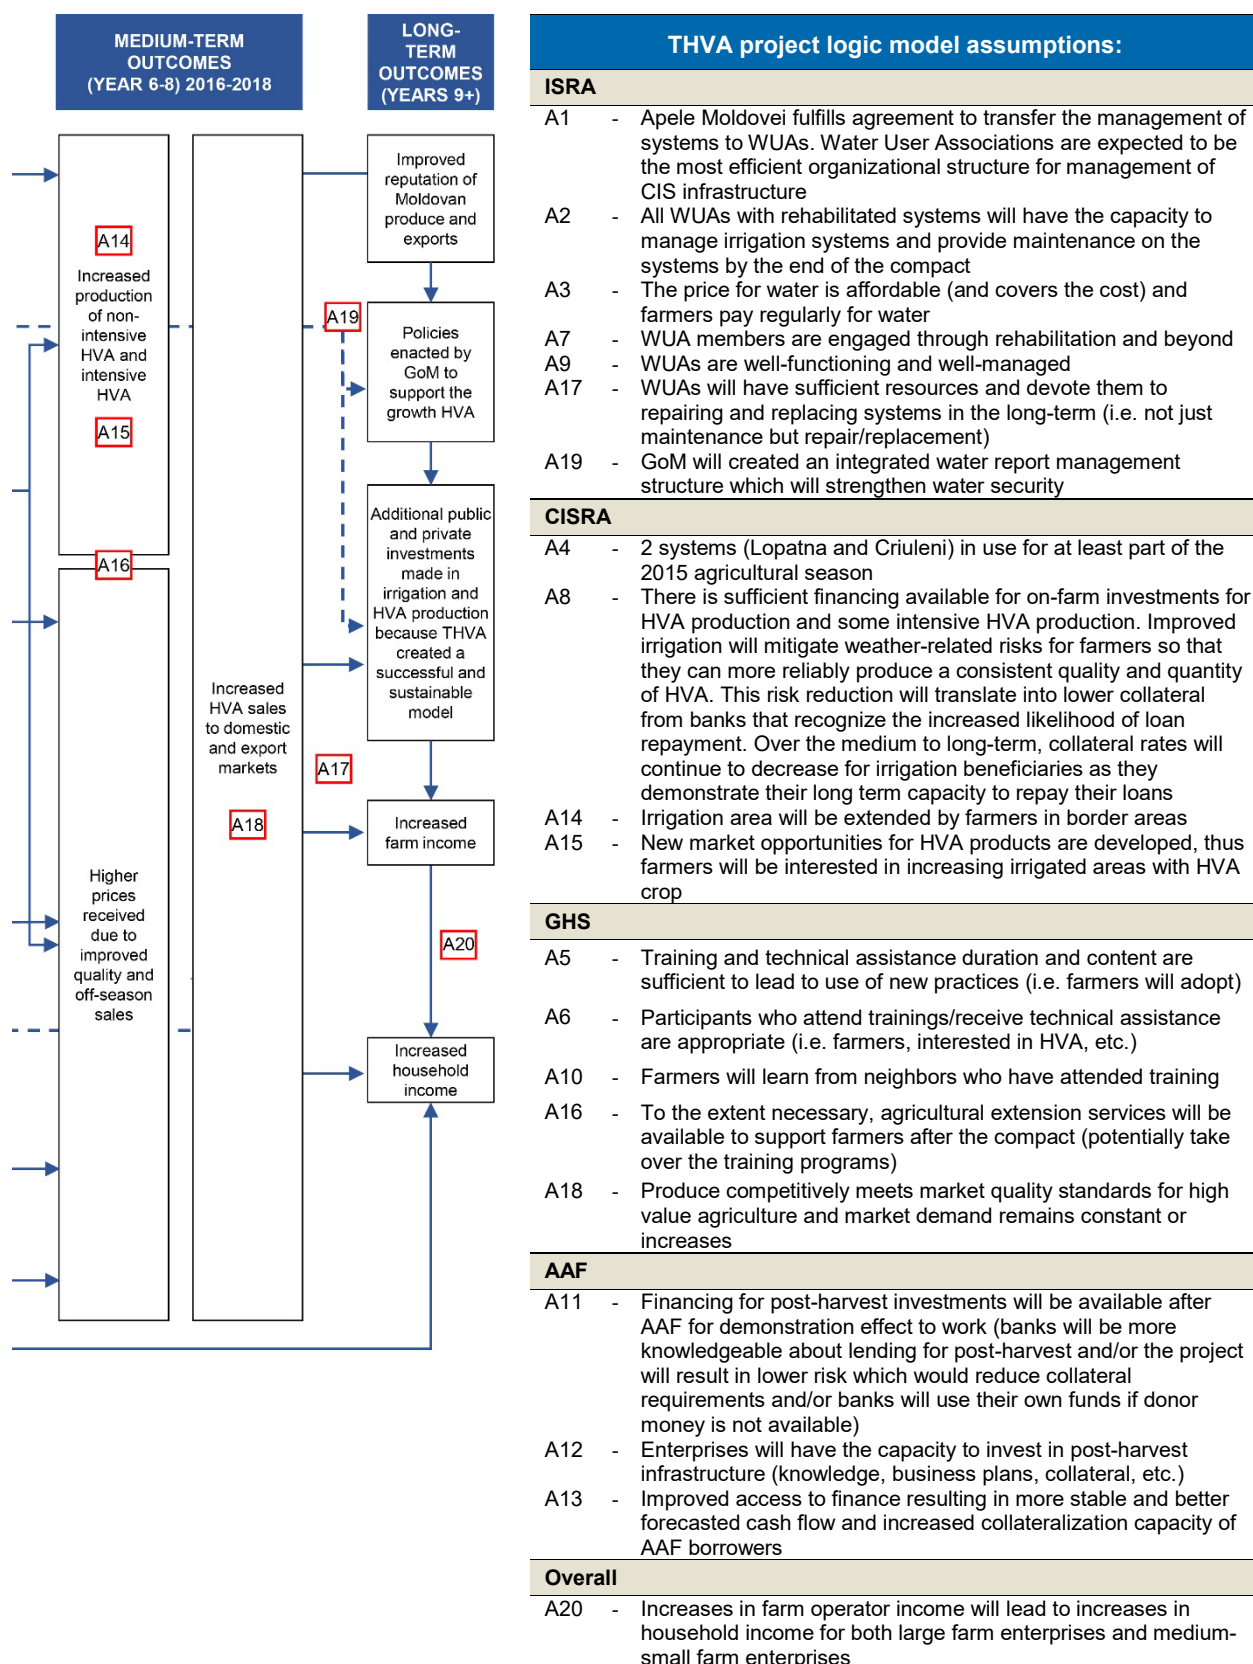 MEDIUM-TERM
OUTCOMES
(YEAR 6-8) 2016-2018
LONG-
TERM
OUTCOMES
(YEARS 9+)
A14
Increased
production
of non-
intensive
HVA and
intensive
HVA
A15
A16
Higher
prices
received
due to
improved
quality and
off-season
sales
Increased
HVA sales
to domestic
and export
markets
A18
A19
A17
A20
Improved
reputation of
Moldovan
produce and
exports
Policies
enacted by
GoM to
support the
growth HVA
Additional public
and private
investments
made in
irrigation and
HVA production
because THVA
created a
successful and
sustainable
model
Increased
farm income
Increased
household
income
THVA project logic model assumptions:
ISRA
A1 - Apele Moldovei fulfills agreement to transfer the management of
systems to WUAs. Water User Associations are expected to be
the most efficient organizational structure for management of
CIS infrastructure
A2 - All WUAs with rehabilitated systems will have the capacity to
manage irrigation systems and provide maintenance on the
systems by the end of the compact
A3 - The price for water is affordable (and covers the cost) and
farmers pay regularly for water
A7 - WUA members are engaged through rehabilitation and beyond
A9 - WUAs are well-functioning and well-managed
A17 - WUAs will have sufficient resources and devote them to
repairing and replacing systems in the long-term (i.e. not just
maintenance but repair/replacement)
A19 - GoM will created an integrated water report management
structure which will strengthen water security
CISRA
A4 - 2 systems (Lopatna and Criuleni) in use for at least part of the
2015 agricultural season
A8 - There is sufficient financing available for on-farm investments for
HVA production and some intensive HVA production. Improved
irrigation will mitigate weather-related risks for farmers so that
they can more reliably produce a consistent quality and quantity
of HVA. This risk reduction will translate into lower collateral
from banks that recognize the increased likelihood of loan
repayment. Over the medium to long-term, collateral rates will
continue to decrease for irrigation beneficiaries as they
demonstrate their long term capacity to repay their loans
A14 - Irrigation area will be extended by farmers in border areas
A15 - New market opportunities for HVA products are developed, thus
farmers will be interested in increasing irrigated areas with HVA
crop
GHS
A5 - Training and technical assistance duration and content are
sufficient to lead to use of new practices (i.e. farmers will adopt)
A6 - Participants who attend trainings/receive technical assistance
are appropriate (i.e. farmers, interested in HVA, etc.)
A10 - Farmers will learn from neighbors who have attended training
A16 - To the extent necessary, agricultural extension services will be
available to support farmers after the compact (potentially take
over the training programs)
A18 - Produce competitively meets market quality standards for high
value agriculture and market demand remains constant or
increases
AAF
A11 - Financing for post-harvest investments will be available after
AAF for demonstration effect to work (banks will be more
knowledgeable about lending for post-harvest and/or the project
will result in lower risk which would reduce collateral
requirements and/or banks will use their own funds if donor
money is not available)
A12 - Enterprises will have the capacity to invest in post-harvest
infrastructure (knowledge, business plans, collateral, etc.)
A13 - Improved access to finance resulting in more stable and better
forecasted cash flow and increased collateralization capacity of
AAF borrowers
Overall
A20 - Increases in farm operator income will lead to increases in
household income for both large farm enterprises and medium-
small farm enterprises